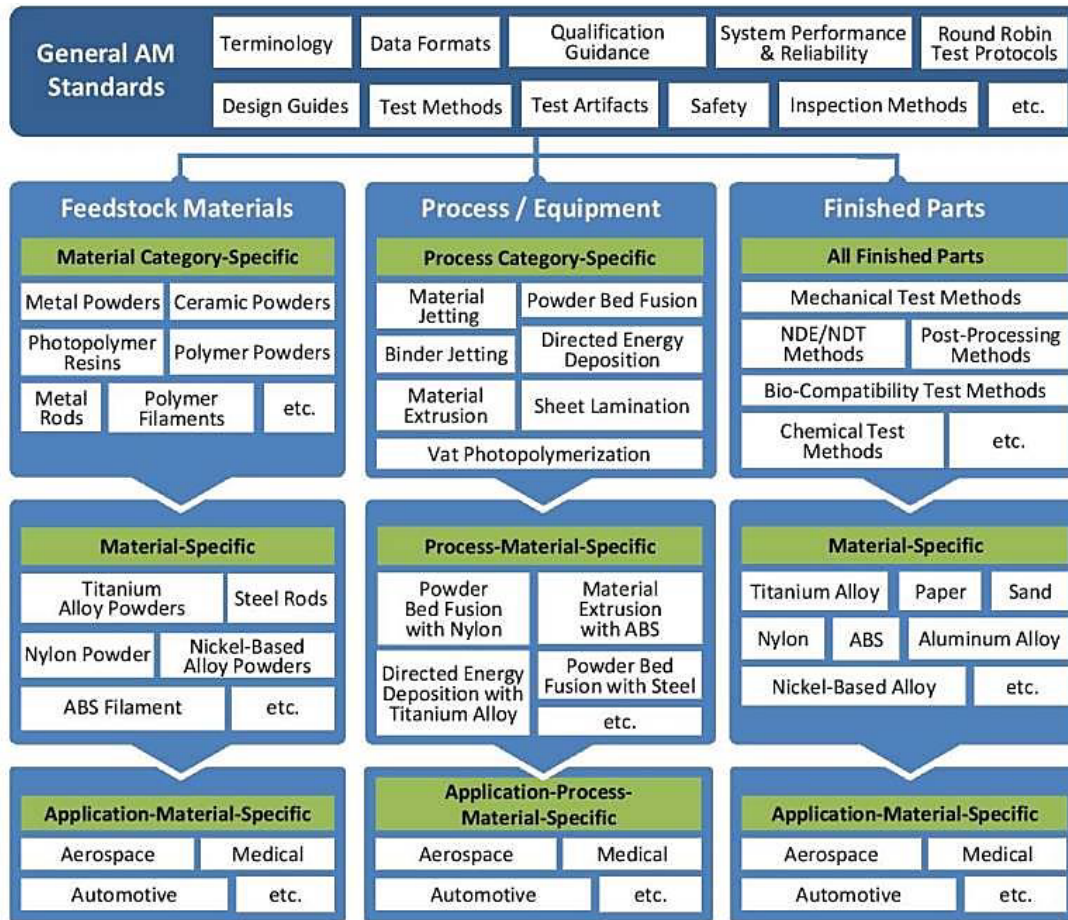 General AM
Standards
Terminology
Data Formats
Qualification
Guidance
System Performance
& Reliability
Round Robin
Test Protocols
Design Guides
Test Methods
Test Artifacts
Safety
Inspection Methods
etc.
Feedstock Materials
Material Category-Specific
Metal Powders
Ceramic Powders
Photopolymer
Resins
Polymer Powders
Metal
Rods
Polymer
Filaments
etc.
Material-Specific
Titanium
Alloy Powders
Steel Rods
Nylon Powder
Nickel-Based
Alloy Powders
ABS Filament
etc.
Application-Material-Specific
Aerospace
Medical
Automotive
etc.
Process / Equipment
Process Category-Specific
Material
Jetting
Powder Bed Fusion
Binder Jetting
Directed Energy
Deposition
Material
Extrusion
Sheet Lamination
Vat Photopolymerization
Process-Material-Specific
Powder
Bed Fusion
with Nylon
Material
Extrusion
with ABS
Directed Energy
Deposition with
Titanium Alloy
Powder Bed
Fusion with Steel
etc.
Application-Process-
Material-Specific
Aerospace
Medical
Automotive
etc.
Finished Parts
All Finished Parts
Mechanical Test Methods
NDE/NDT
Methods
Post-Processing
Methods
Bio-Compatibility Test Methods
Chemical Test
Methods
etc.
Material-Specific
Titanium Alloy
Paper
Sand
Nylon
ABS
Aluminum Alloy
Nickel-Based Alloy
etc.
Application-Material-Specific
Aerospace
Medical
Automotive
etc.